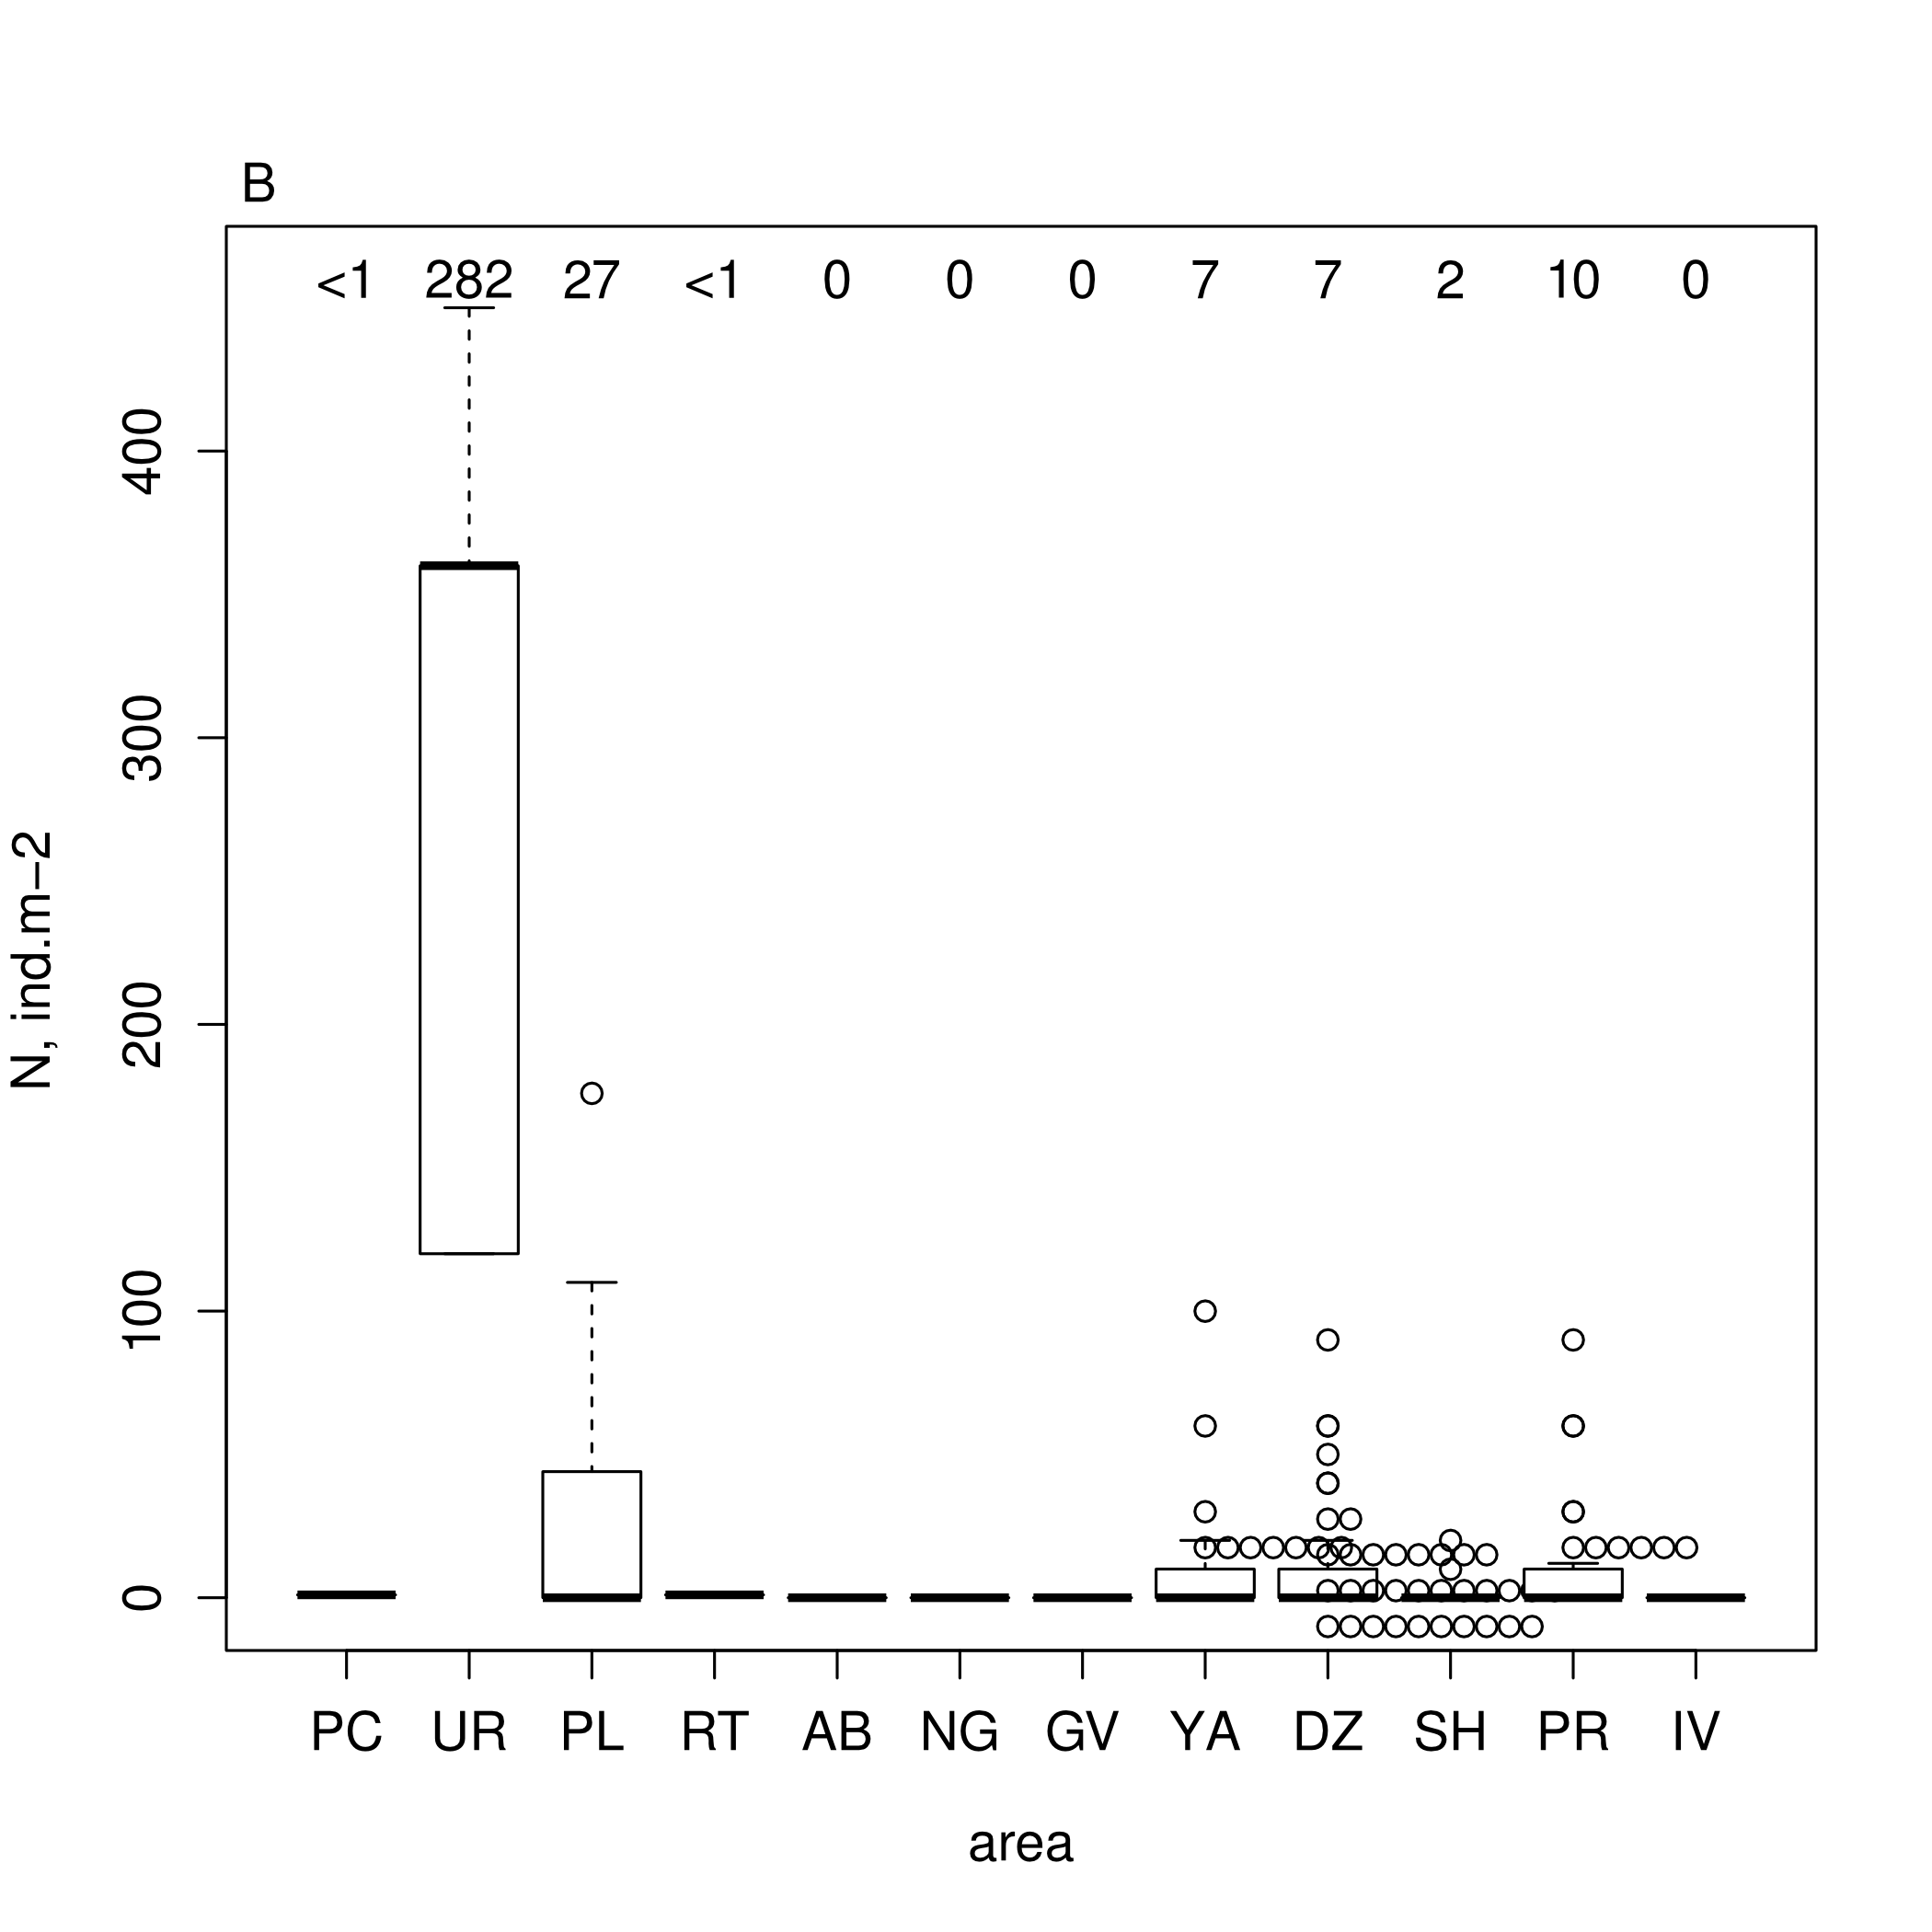 B
<1 282 27 <1 0 0 0 7 7 2 10 0
400
300
200
100
0
N, ind.m−2
PC UR PL RT AB NG GV YA DZ SH PR IV
area